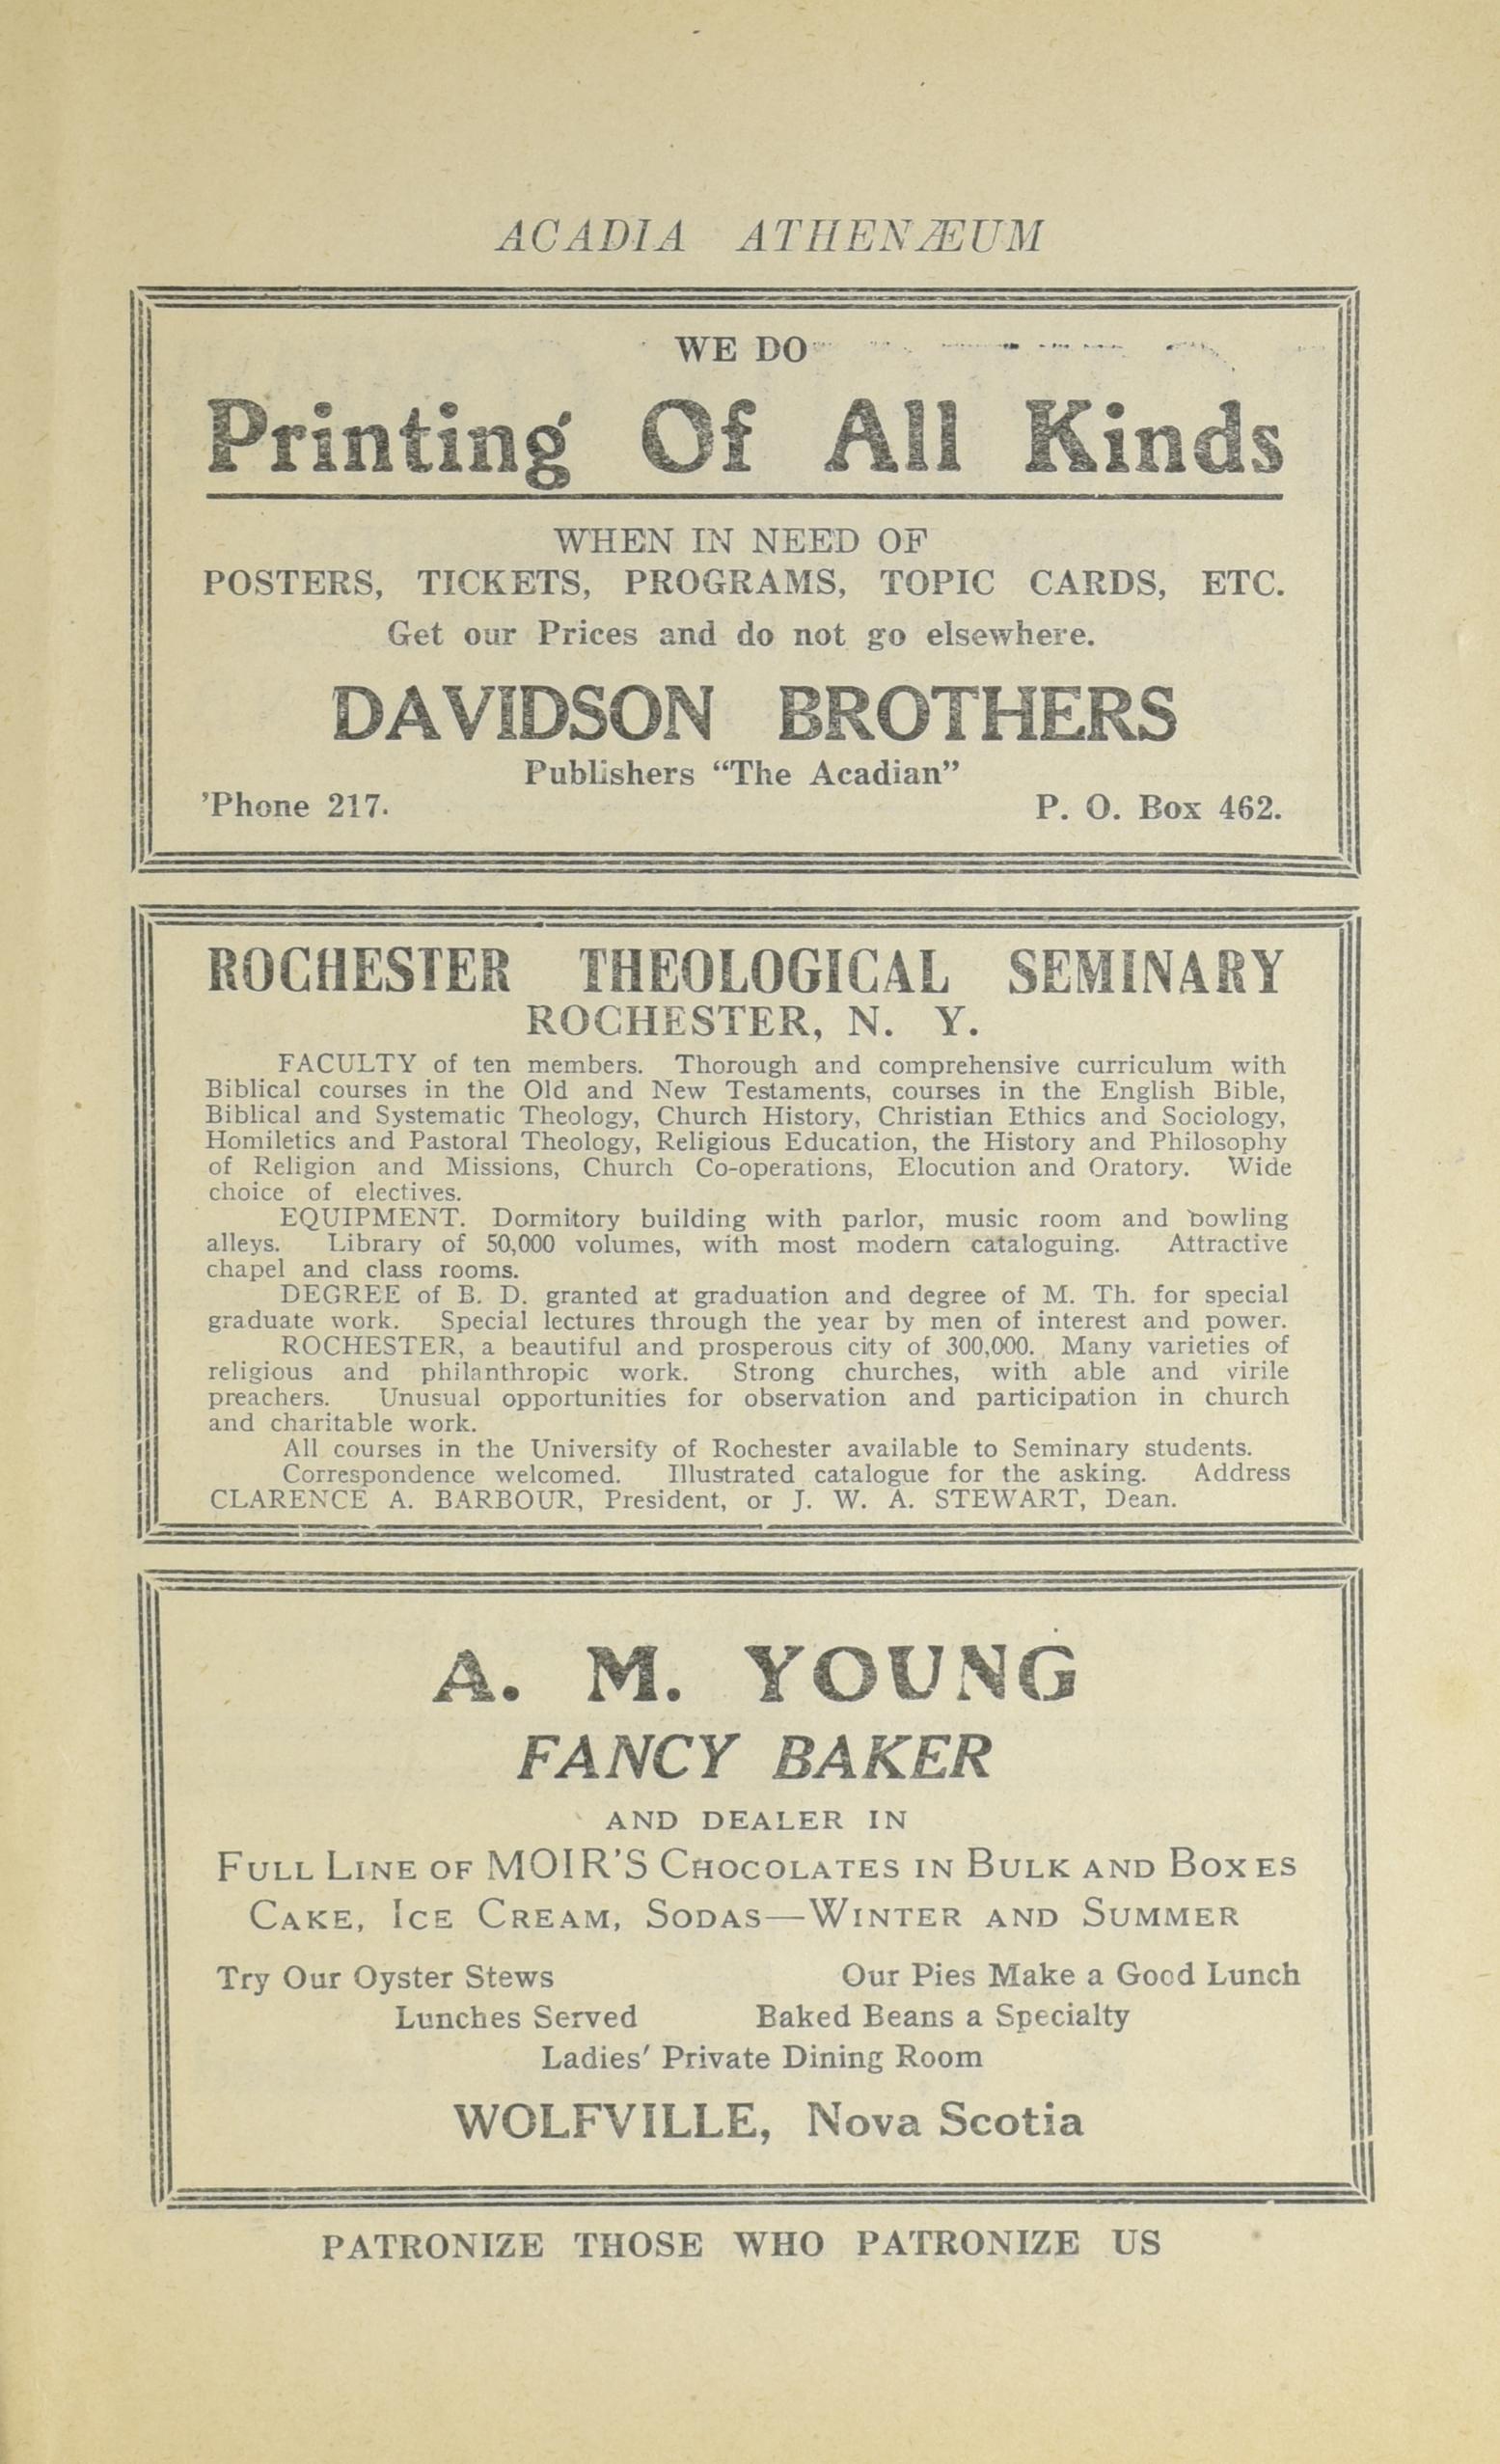 ACADIA ATHENÆUM
WE DO
Printing Of All Kinds
WHEN IN NEED OF
POSTERS, TICKETS, PROGRAMS, TOPIC CARDS, ETC.
Get our Prices and do not go elsewhere.
DAVIDSON BROTHERS
Publishers “The Acadian”
’Phone 217. P. O. Box 462.
ROCHESTER THEOLOGICAL SEMINARY
ROCHESTER, N. Y.
FACULTY of ten members. Thorough and comprehensive curriculum with
Biblical courses in the Old and New Testaments, courses in the English Bible,
Biblical and Systematic Theology, Church History, Christian Ethics and Sociology,
Homiletics and Pastoral Theology, Religious Education, the History and Philosophy
of Religion and Missions, Church Co-operations, Elocution and Oratory. Wide
choice of electives.
EQUIPMENT. Dormitory building with parlor, music room and bowling
alleys. Library of 50,000 volumes, with most modern cataloguing. Attractive
chapel and class rooms.
DEGREE of B. D. granted at graduation and degree of M. Th. for special
graduate work. Special lectures through the year by men of interest and power.
ROCHESTER, a beautiful and prosperous city of 300,000. Many varieties of
religious and philanthropic work. Strong churches, with able and virile
preachers. Unusual opportunities for observation and participation in church
and charitable work.
All courses in the University of Rochester available to Seminary students.
Correspondence welcomed. Illustrated catalogue for the asking. Address
CLARENCE A. BARBOUR, President, or J. W. A. STEWART, Dean.
A. M. YOUNG
FANCY BAKER
AND DEALER IN
FULL LINE OF MOIR’S CHOCOLATES IN BULK AND BOXES
CAKE, ICE CREAM, SODAS—WINTER AND SUMMER
Try Our Oyster Stews Our Pies Make a Good Lunch
Lunches Served Baked Beans a Specialty
Ladies’ Private Dining Room
WOLFVILLE, Nova Scotia
PATRONIZE THOSE WHO PATRONIZE US